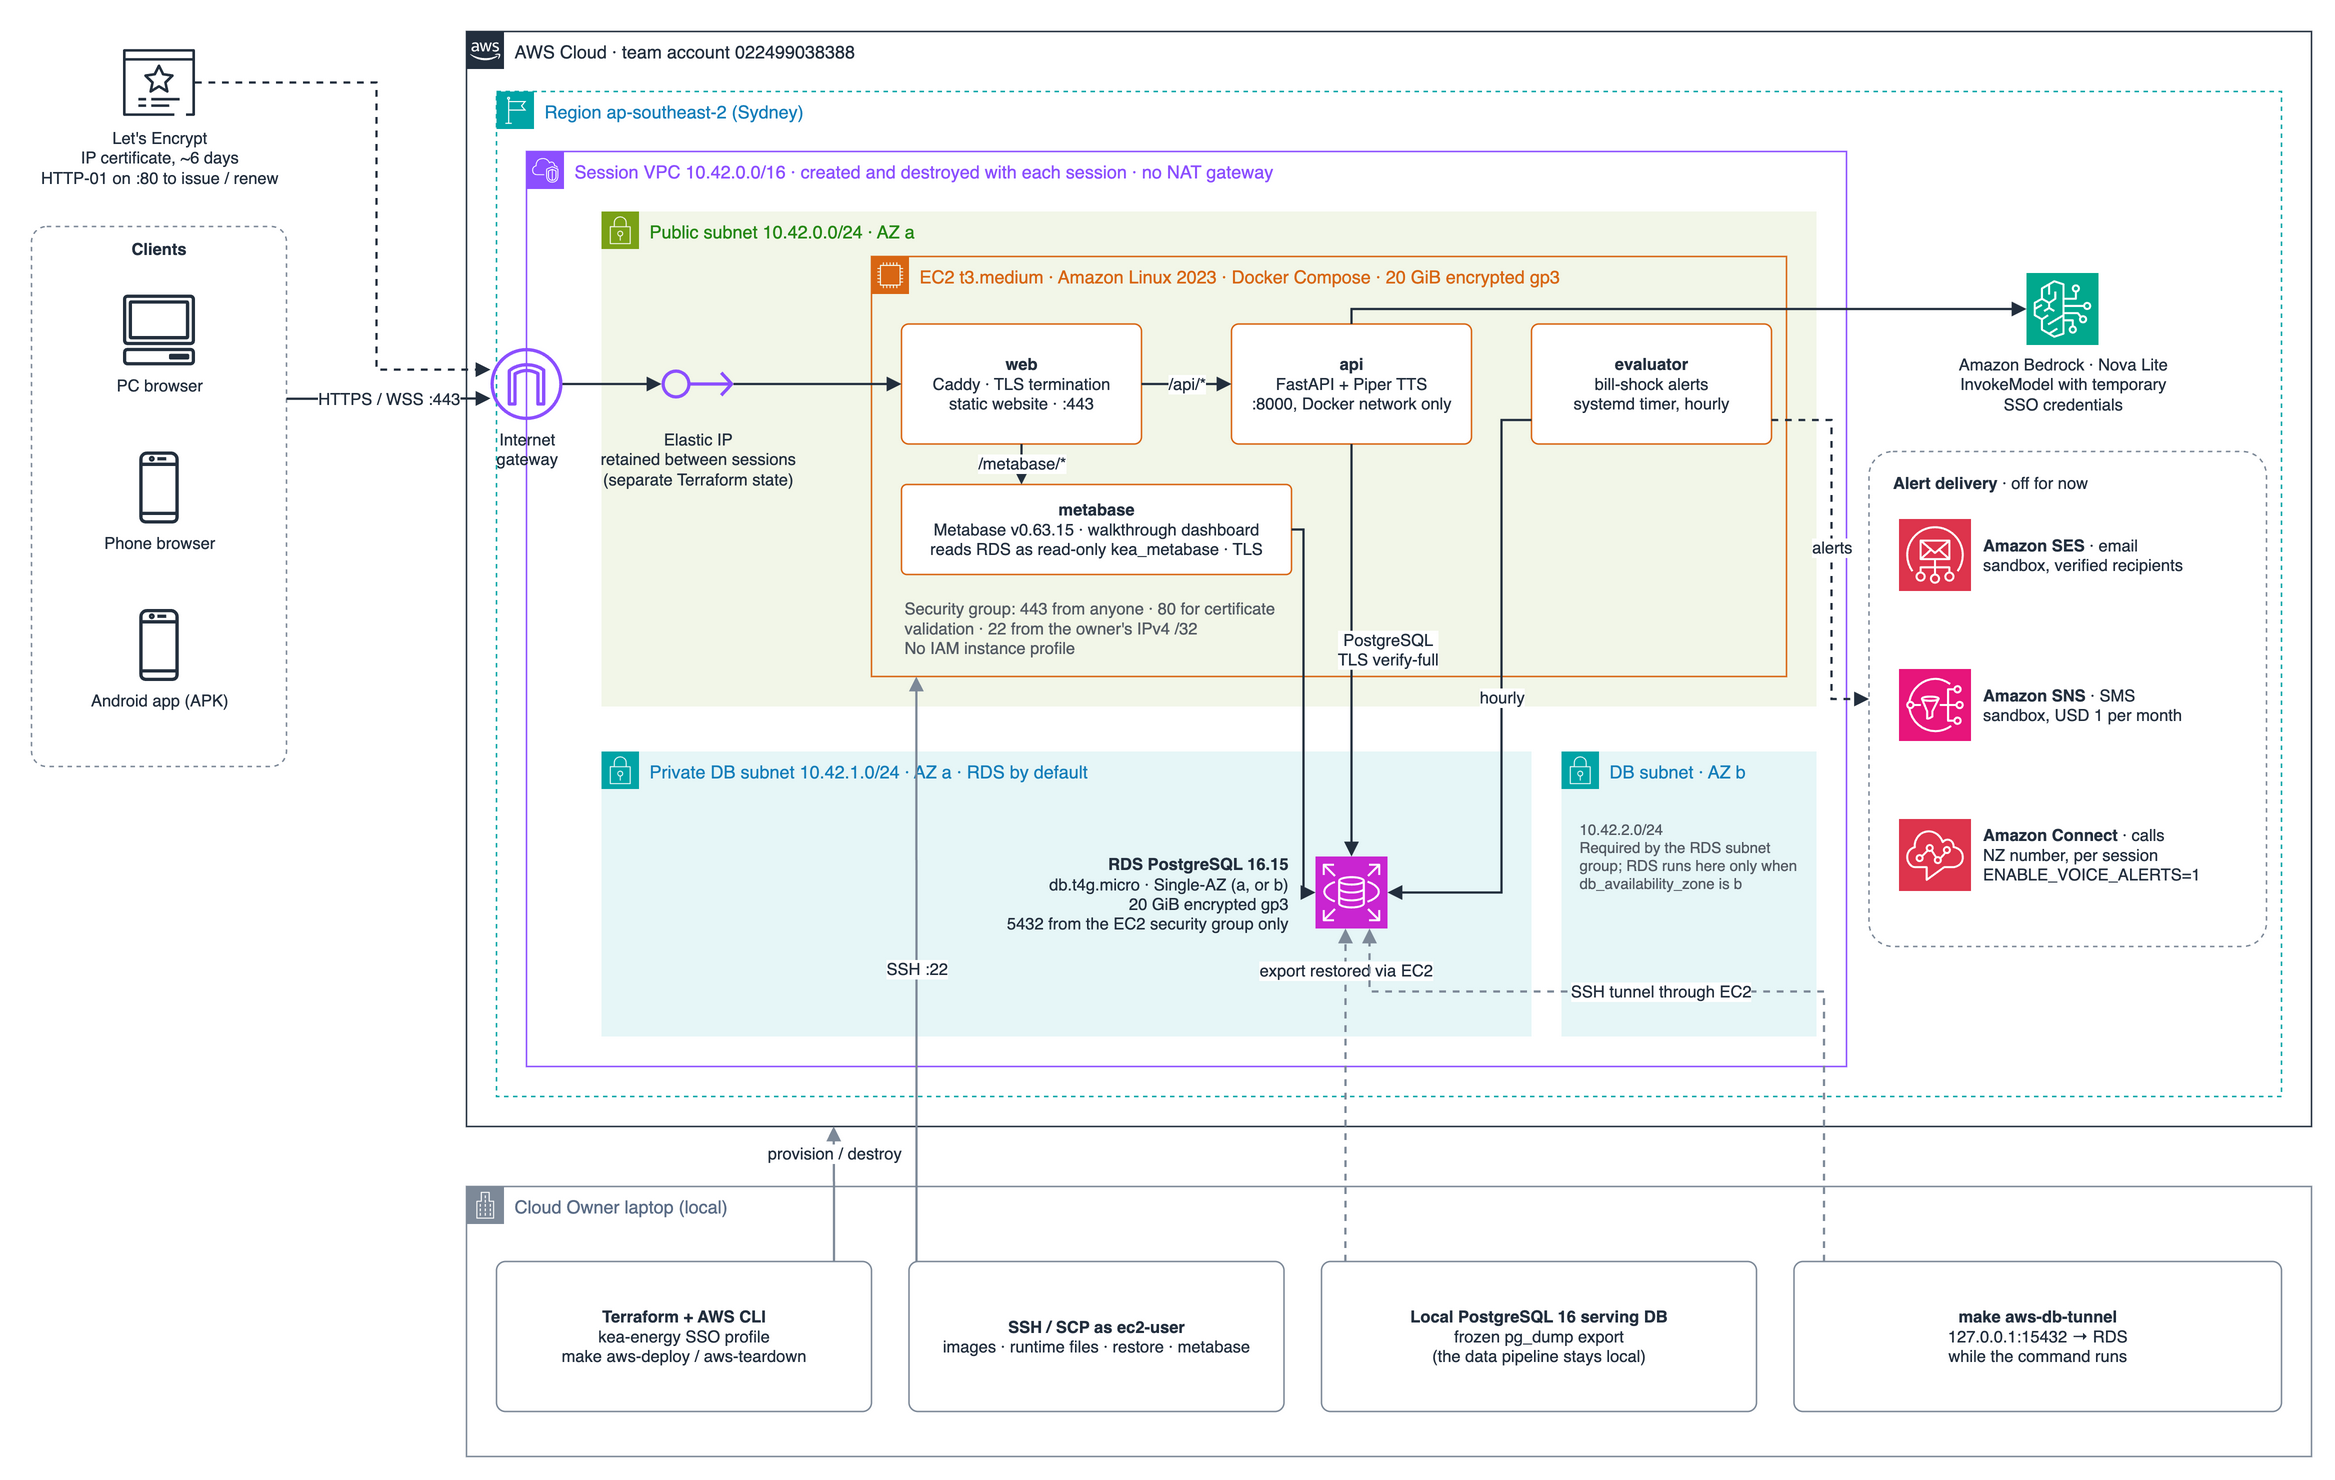 aws
AWS Cloud · team account 022499038388
Let's Encrypt
IP certificate, ~6 days
HTTP-01 on :80 to issue / renew
Region ap-southeast-2 (Sydney)
Session VPC 10.42.0.0/16 · created and destroyed with each session · no NAT gateway
Clients
PC browser
Phone browser
Android app (APK)
HTTPS / WSS :443
Internet
gateway
Public subnet 10.42.0.0/24 · AZ a
Elastic IP
retained between sessions
(separate Terraform state)
EC2 t3.medium · Amazon Linux 2023 · Docker Compose · 20 GiB encrypted gp3
web
Caddy · TLS termination
static website · :443
/api/*
api
FastAPI + Piper TTS
:8000, Docker network only
evaluator
bill-shock alerts
systemd timer, hourly
/metabase/*
metabase
Metabase v0.63.15 · walkthrough dashboard
reads RDS as read-only kea_metabase · TLS
Security group: 443 from anyone · 80 for certificate
validation · 22 from the owner's IPv4 /32
No IAM instance profile
PostgreSQL
TLS verify-full
hourly
alerts
Amazon Bedrock · Nova Lite
InvokeModel with temporary
SSO credentials
Alert delivery · off for now
Amazon SES · email
sandbox, verified recipients
Amazon SNS · SMS
sandbox, USD 1 per month
Amazon Connect · calls
NZ number, per session
ENABLE_VOICE_ALERTS=1
Private DB subnet 10.42.1.0/24 · AZ a · RDS by default
RDS PostgreSQL 16.15
db.t4g.micro · Single-AZ (a, or b)
20 GiB encrypted gp3
5432 from the EC2 security group only
DB subnet · AZ b
10.42.2.0/24
Required by the RDS subnet
group; RDS runs here only when
db_availability_zone is b
SSH :22
export restored via EC2
SSH tunnel through EC2
provision / destroy
Cloud Owner laptop (local)
Terraform + AWS CLI
kea-energy SSO profile
make aws-deploy / aws-teardown
SSH / SCP as ec2-user
images · runtime files · restore · metabase
Local PostgreSQL 16 serving DB
frozen pg_dump export
(the data pipeline stays local)
make aws-db-tunnel
127.0.0.1:15432 → RDS
while the command runs